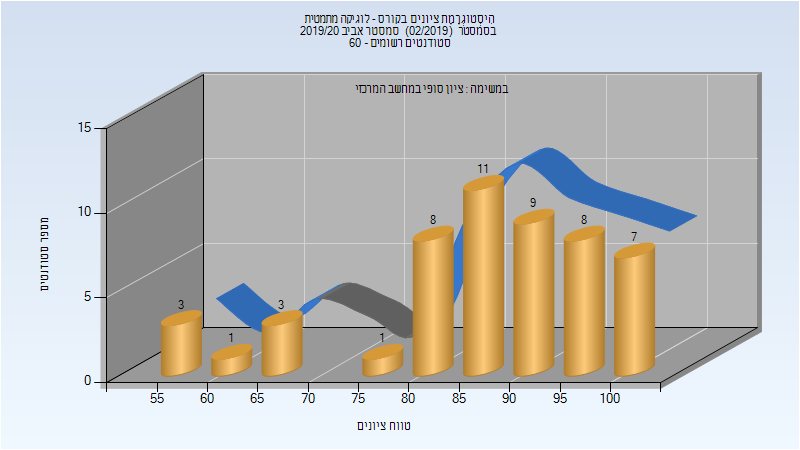 היסטוגרמת ציונים בקורס - לוגיקה מתמטית
בסמסטר (02/2019) סמסטר אביב 2019/20
סטודנטים רשומים - 60
במשימה : ציון סופי במחשב המרכזי
מספר סטודנטים
15
10
5
0
3
1
3
1
8
11
9
8
7
55 60 65 70 75 80 85 90 95 100
טווח ציונים